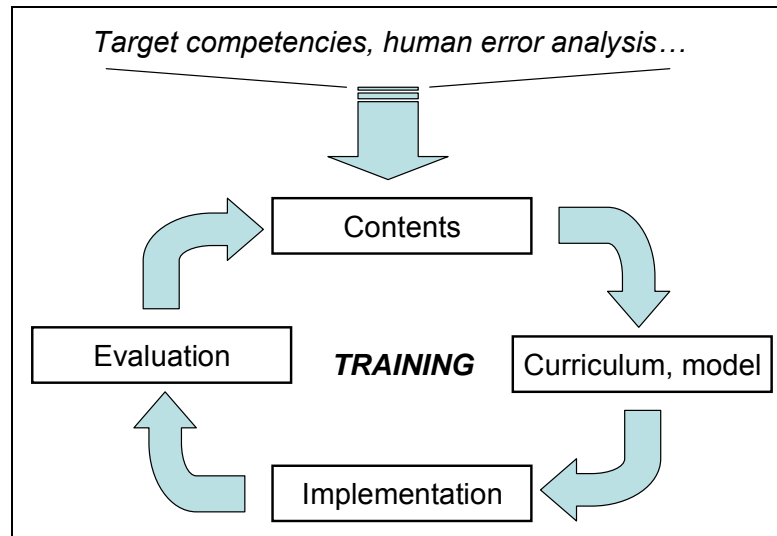 Target competencies, human error analysis…
Contents
Evaluation
TRAINING
Curriculum, model
Implementation